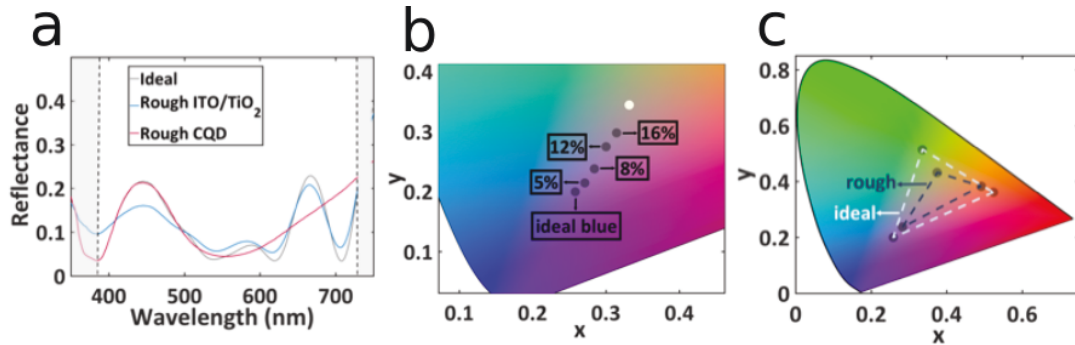 a
b
c
Reflectance
0.4
0.3
0.2
0.1
0
Ideal
Rough ITO/TiO2
Rough CQD
400
500
600
700
Wavelength (nm)
y
0.4
0.3
0.2
0.1
16%
12%
8%
5%
ideal blue
0.1
0.2
0.3
0.4
x
y
0.8
0.6
0.4
0.2
0
rough
ideal
0
0.2
0.4
0.6
x